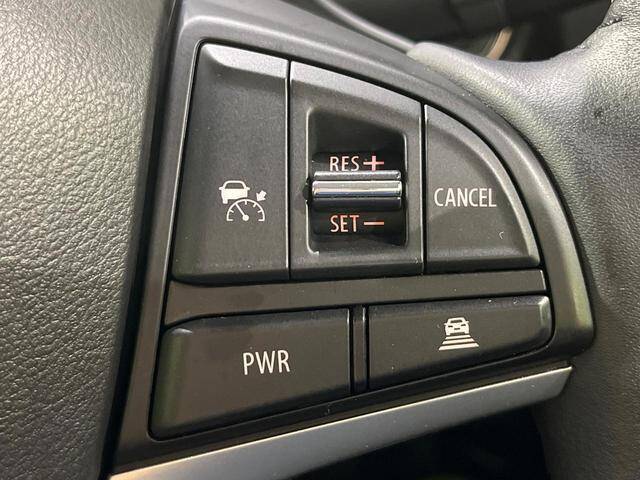 RES +
SET –
CANCEL
PWR